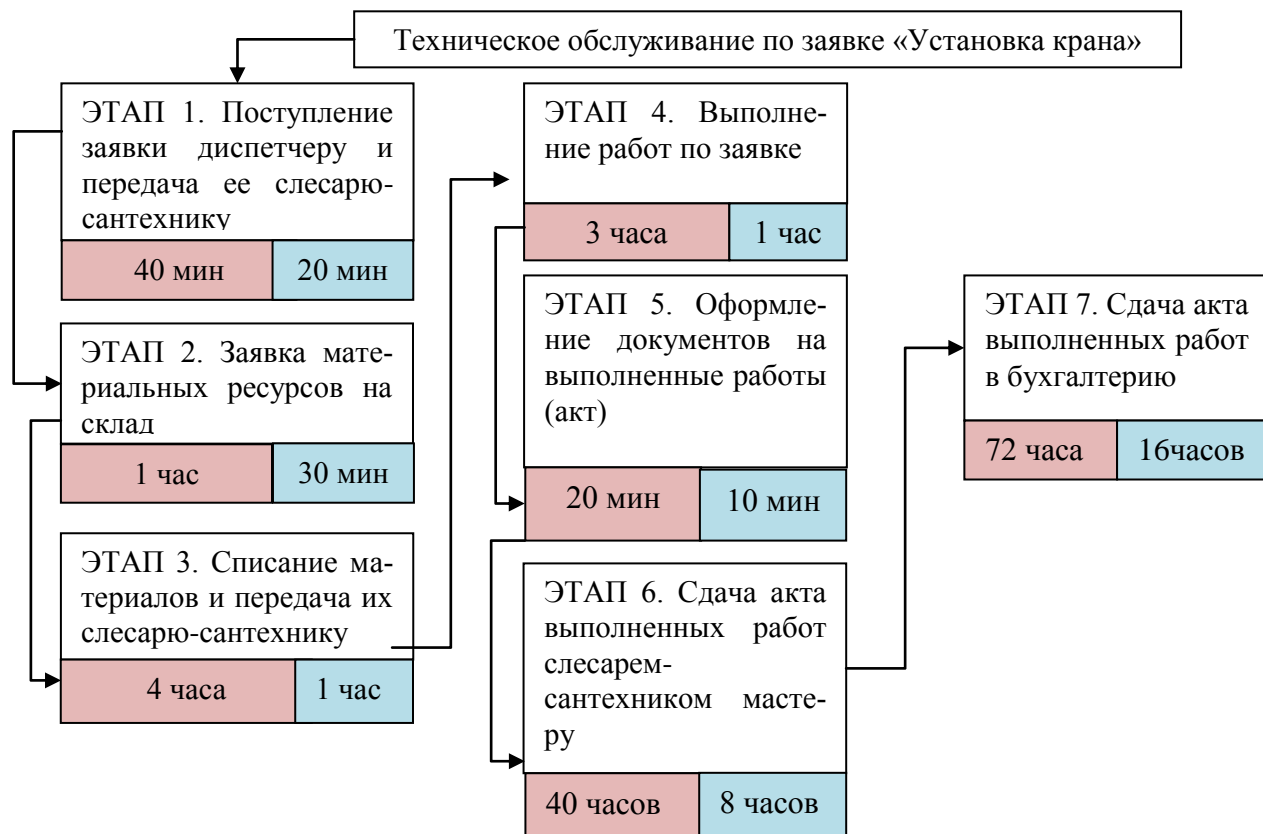 Техническое обслуживание по заявке «Установка крана»
ЭТАП 1. Поступление
заявки диспетчеру и
передача ее слесарю-
сантехнику
40 мин
20 мин
ЭТАП 2. Заявка мате-
риальных ресурсов на
склад
1 час
30 мин
ЭТАП 3. Списание ма-
териалов и передача их
слесарю-сантехнику
4 часа
1 час
ЭТАП 4. Выполне-
ние работ по заявке
3 часа
1 час
ЭТАП 5. Оформле-
ние документов на
выполненные работы
(акт)
20 мин
10 мин
ЭТАП 6. Сдача акта
выполненных работ
слесарем-
сантехником масте-
ру
40 часов
8 часов
ЭТАП 7. Сдача акта
выполненных работ
в бухгалтерию
72 часа
16часов